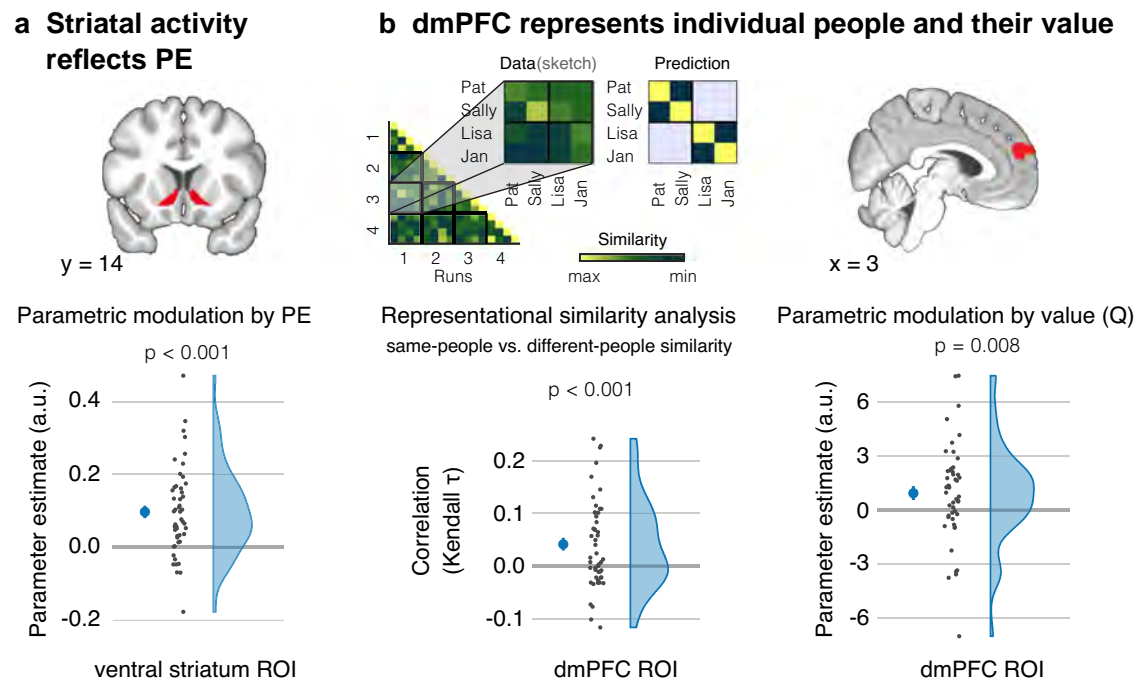 a Striatal activity
reflects PE
y = 14
Parametric modulation by PE
p < 0.001
Parameter estimate (a.u.)
0.4
0.2
0.0
-0.2
ventral striatum ROI
b dmPFC represents individual people and their value
Data(sketch)
Pat
Sally
Lisa
Jan
Pat
Sally
Lisa
Jan
1
2
3
4
1 2 3 4
Runs
Prediction
Pat
Sally
Lisa
Jan
Pat
Sally
Lisa
Jan
Similarity
max min
Representational similarity analysis
same-people vs. different-people similarity
p < 0.001
Correlation
(Kendall τ)
0.2
0.1
0.0
-0.1
dmPFC ROI
x = 3
Parametric modulation by value (Q)
p = 0.008
Parameter estimate (a.u.)
6
3
0
-3
-6
dmPFC ROI